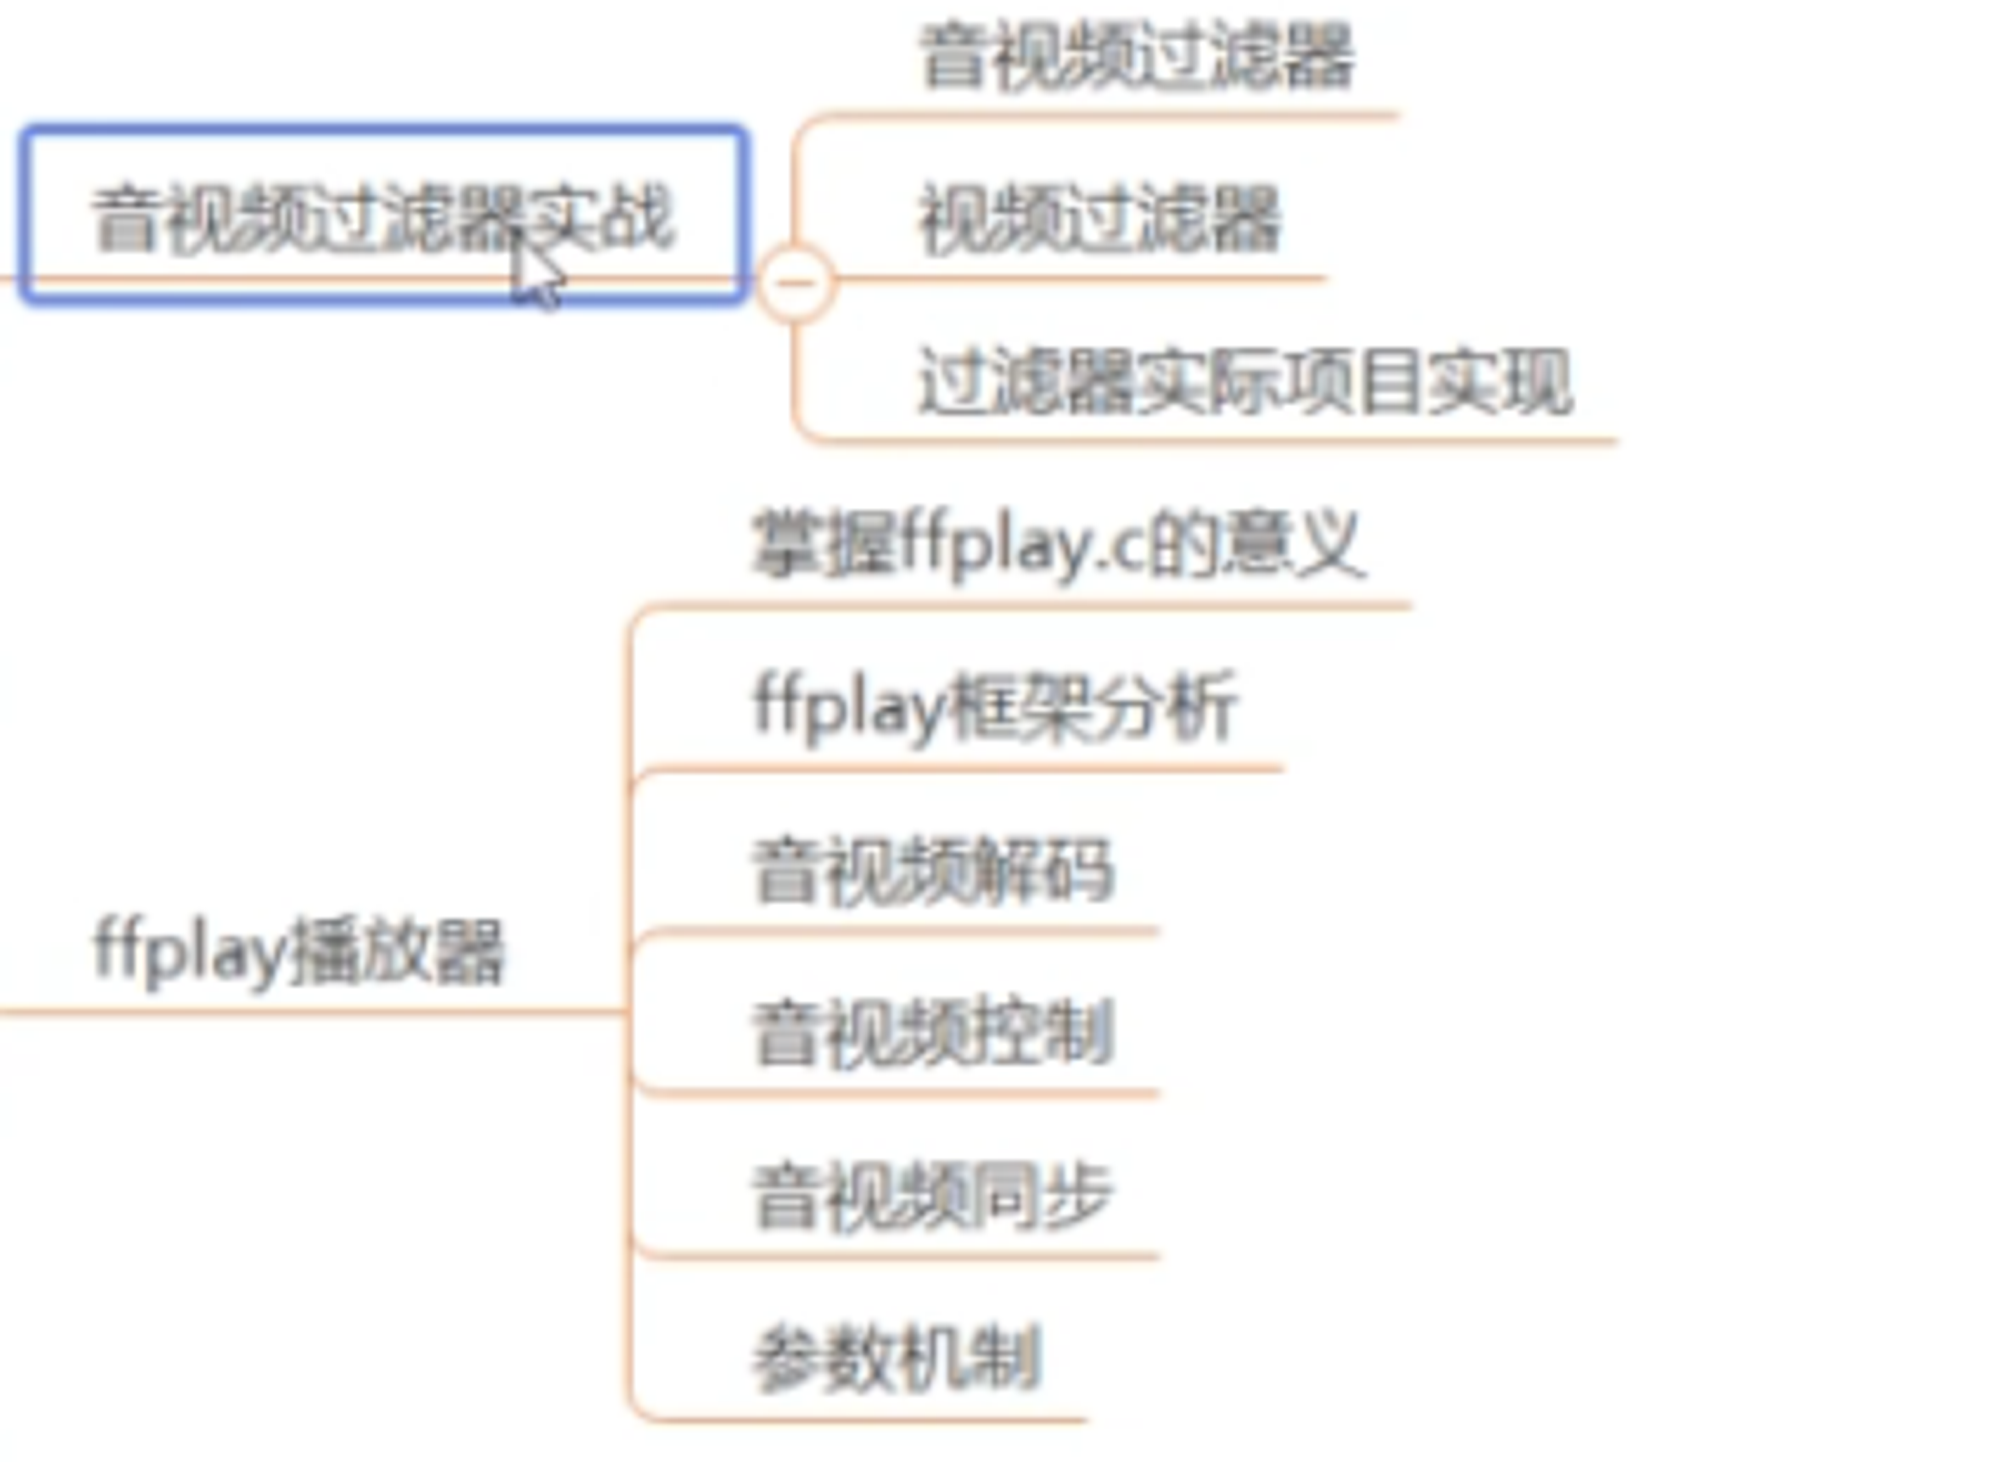 音视频过滤器
音视频过滤器实战
视频过滤器
过滤器实际项目实现
掌握ffplay.c的意义
ffplay框架分析
音视频解码
ffplay播放器
音视频控制
音视频同步
参数机制